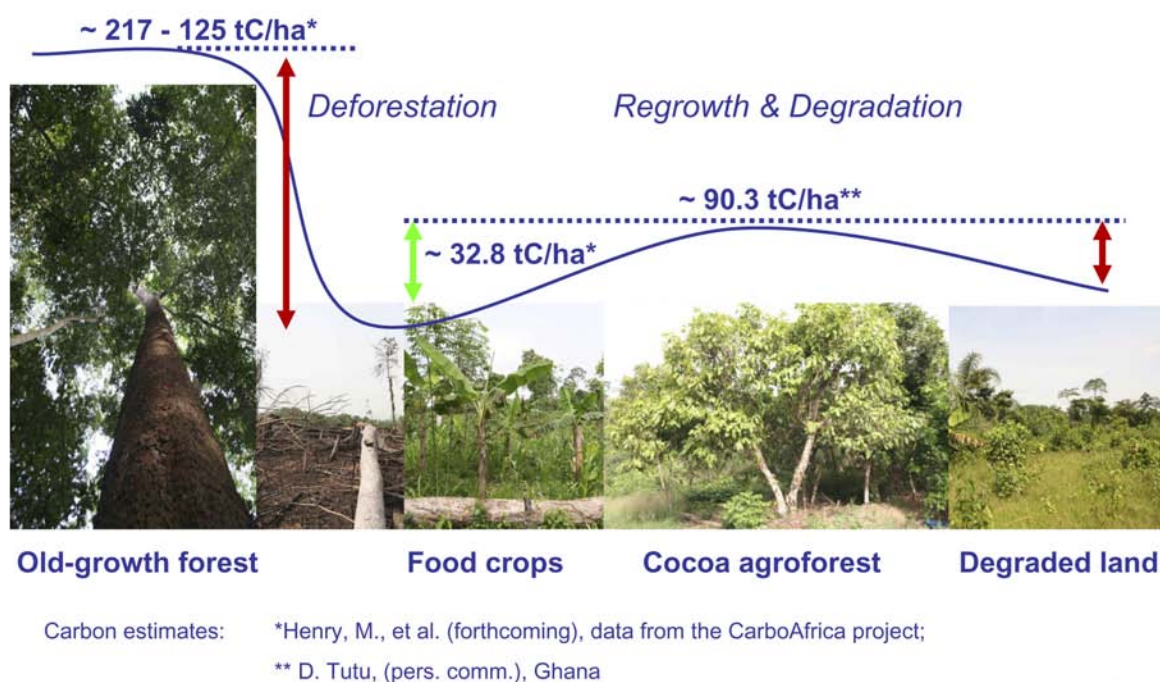 ~ 217 - 125 tC/ha*
Deforestation
Regrowth & Degradation
~ 90.3 tC/ha**
~ 32.8 tC/ha*
Old-growth forest
Food crops
Cocoa agroforest
Degraded land
Carbon estimates: *Henry, M., et al. (forthcoming), data from the CarboAfrica project;
** D. Tutu, (pers. comm.), Ghana